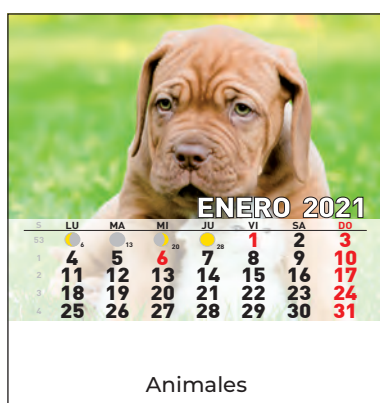 ENERO 2021
S LU MA MI JU VI SA DO
53 6 13 20 28 1 2 3
1 4 5 6 7 8 9 10
2 11 12 13 14 15 16 17
3 18 19 20 21 22 23 24
4 25 26 27 28 29 30 31
Animales